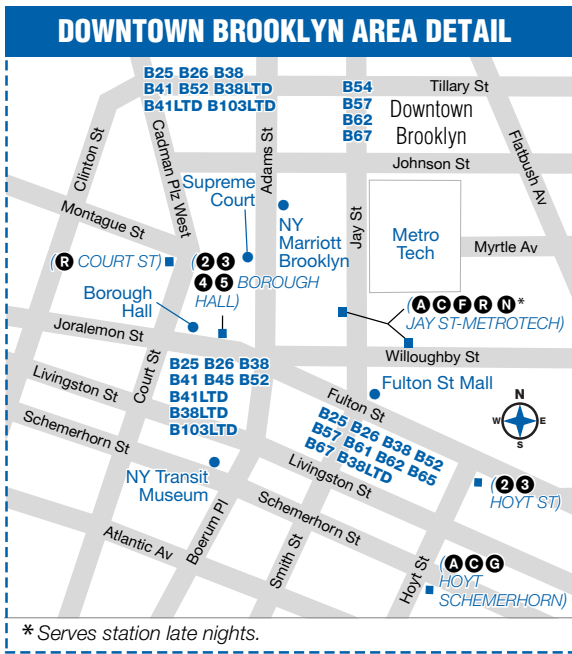 DOWNTOWN BROOKLYN AREA DETAIL
B25 B26 B38
B41 B52 B38LTD
B41LTD B103LTD
B54
B57
B62
B67
Tillary St
Downtown
Brooklyn
Clinton St
Cadman Plz West
Adams St
Jay St
Flatbush Av
Johnson St
Supreme
Court
NY
Marriott
Brooklyn
Metro
Tech
Myrtle Av
Montague St
(R COURT ST)
(2 3
4 5 BOROUGH
HALL)
(A C F R N*
JAY ST-METROTECH)
Borough
Hall
Joralemon St
Court St
Willoughby St
Fulton St Mall
Fulton St
B25 B26 B38
B41 B45 B52
B41LTD
B38LTD
B103LTD
B25 B26 B38 B52
B57 B61 B62 B65
B67 B38LTD
N
W E
S
Livingston St
Schemerhorn St
Livingston St
Schemerhorn St
NY Transit
Museum
Atlantic Av
Boerum Pl
Smith St
Hoyt St
(2 3
HOYT ST)
(A C G
HOYT
SCHEMERHORN)
* Serves station late nights.